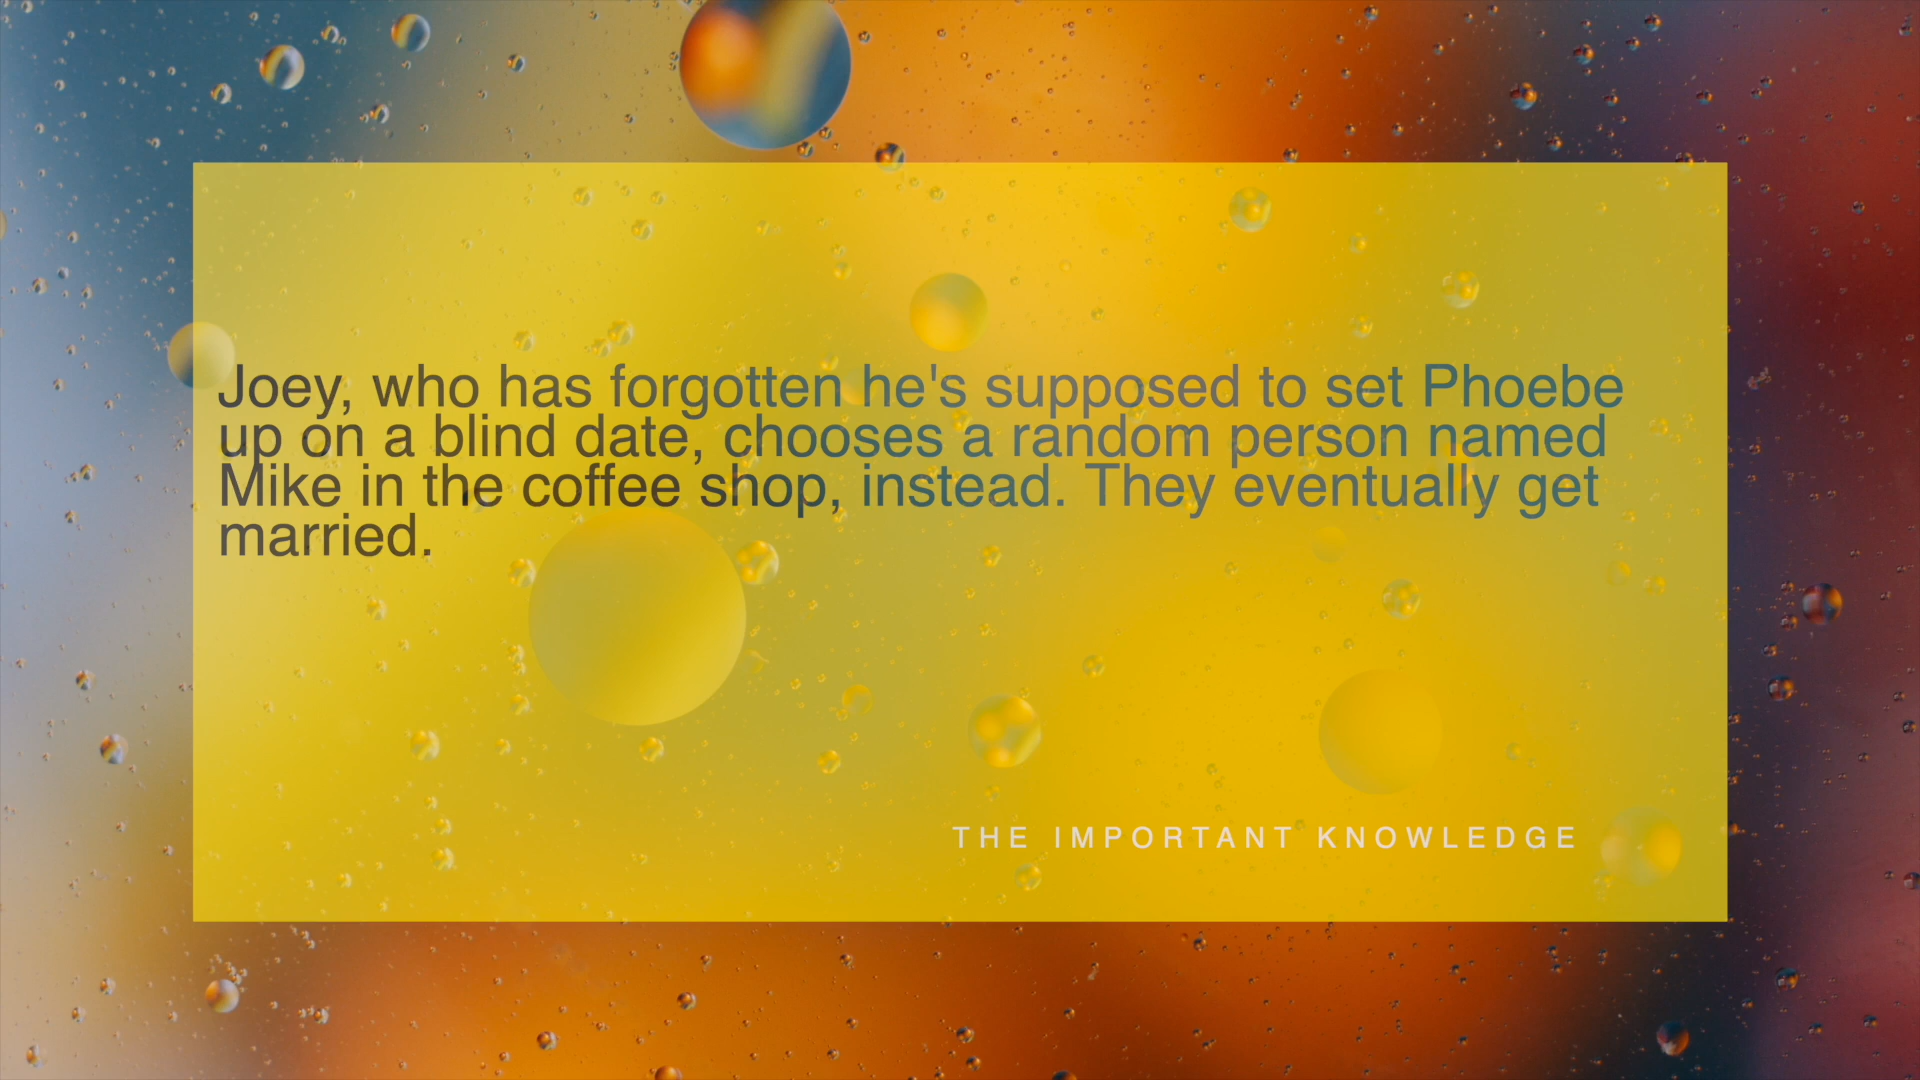 Joey, who has forgotten he's supposed to set Phoebe
up on a blind date, chooses a random person named
Mike in the coffee shop, instead. They eventually get
married.
THE IMPORTANT KNOWLEDGE